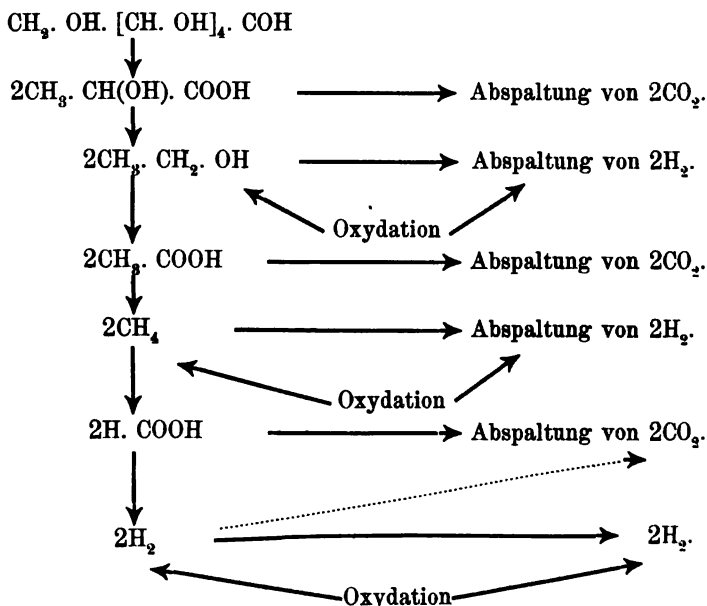 CH₂. OH. [CH. OH]₄. COH
2CH₃. CH(OH). COOH Abspaltung von 2CO₂.
2CH₃. CH₂. OH Abspaltung von 2H₂.
Oxydation
2CH₃. COOH Abspaltung von 2CO₂.
2CH₄ Abspaltung von 2H₂.
Oxydation
2H. COOH Abspaltung von 2CO₂.
2H₂ 2H₂.
Oxydation